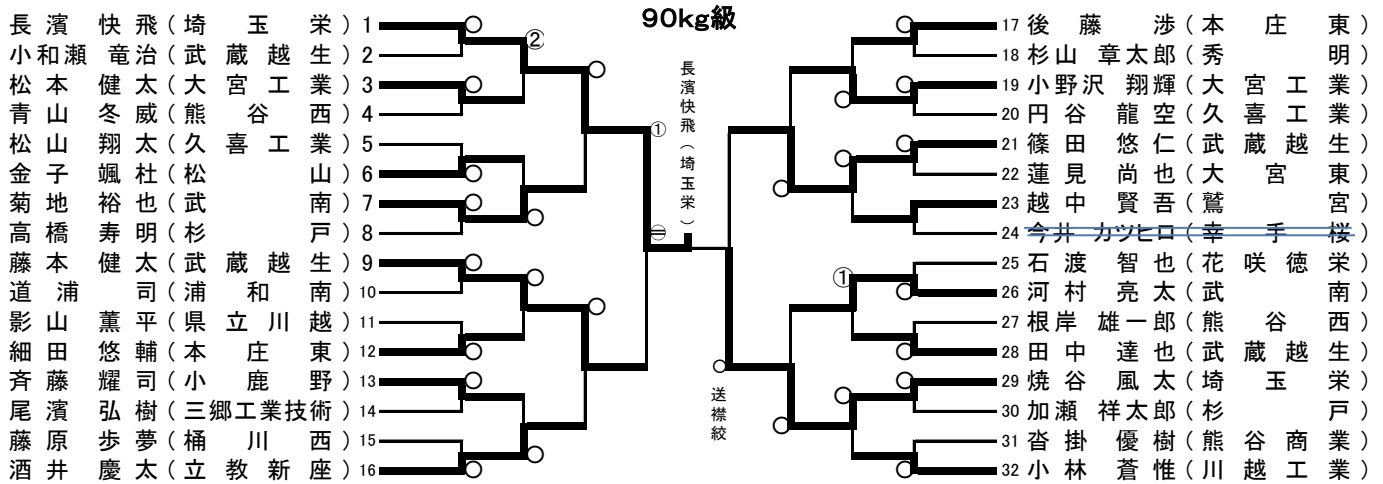 90kg級
長濱 快飛(埼玉栄) 1
小和瀬 竜治(武蔵越生) 2
松本 健太(大宮工業) 3
青山 冬威(熊谷西) 4
松山 翔太(久喜工業) 5
金子 颯杜(松山) 6
菊地 裕也(武南) 7
高橋 寿明(杉戸) 8
藤本 健太(武蔵越生) 9
道浦 司(浦和南) 10
影山 薫平(県立川越) 11
細田 悠輔(本庄東) 12
斉藤 耀司(小鹿野) 13
尾濱 弘樹(三郷工業技術) 14
藤原 歩夢(桶川西) 15
酒井 慶太(立教新座) 16
②
①
㊀
長濱快飛(埼玉栄)
①
送襟絞
17 後藤 渉(本庄東)
18 杉山 章太郎(秀明)
19 小野沢 翔輝(大宮工業)
20 円谷 龍空(久喜工業)
21 篠田 悠仁(武蔵越生)
22 蓮見 尚也(大宮東)
23 越中 賢吾(鷲宮)
24 今井 カツヒロ(幸手桜)
25 石渡 智也(花咲徳栄)
26 河村 亮太(武南)
27 根岸 雄一郎(熊谷西)
28 田中 達也(武蔵越生)
29 焼谷 風太(埼玉栄)
30 加瀬 祥太郎(杉戸)
31 沓掛 優樹(熊谷商業)
32 小林 蒼惟(川越工業)